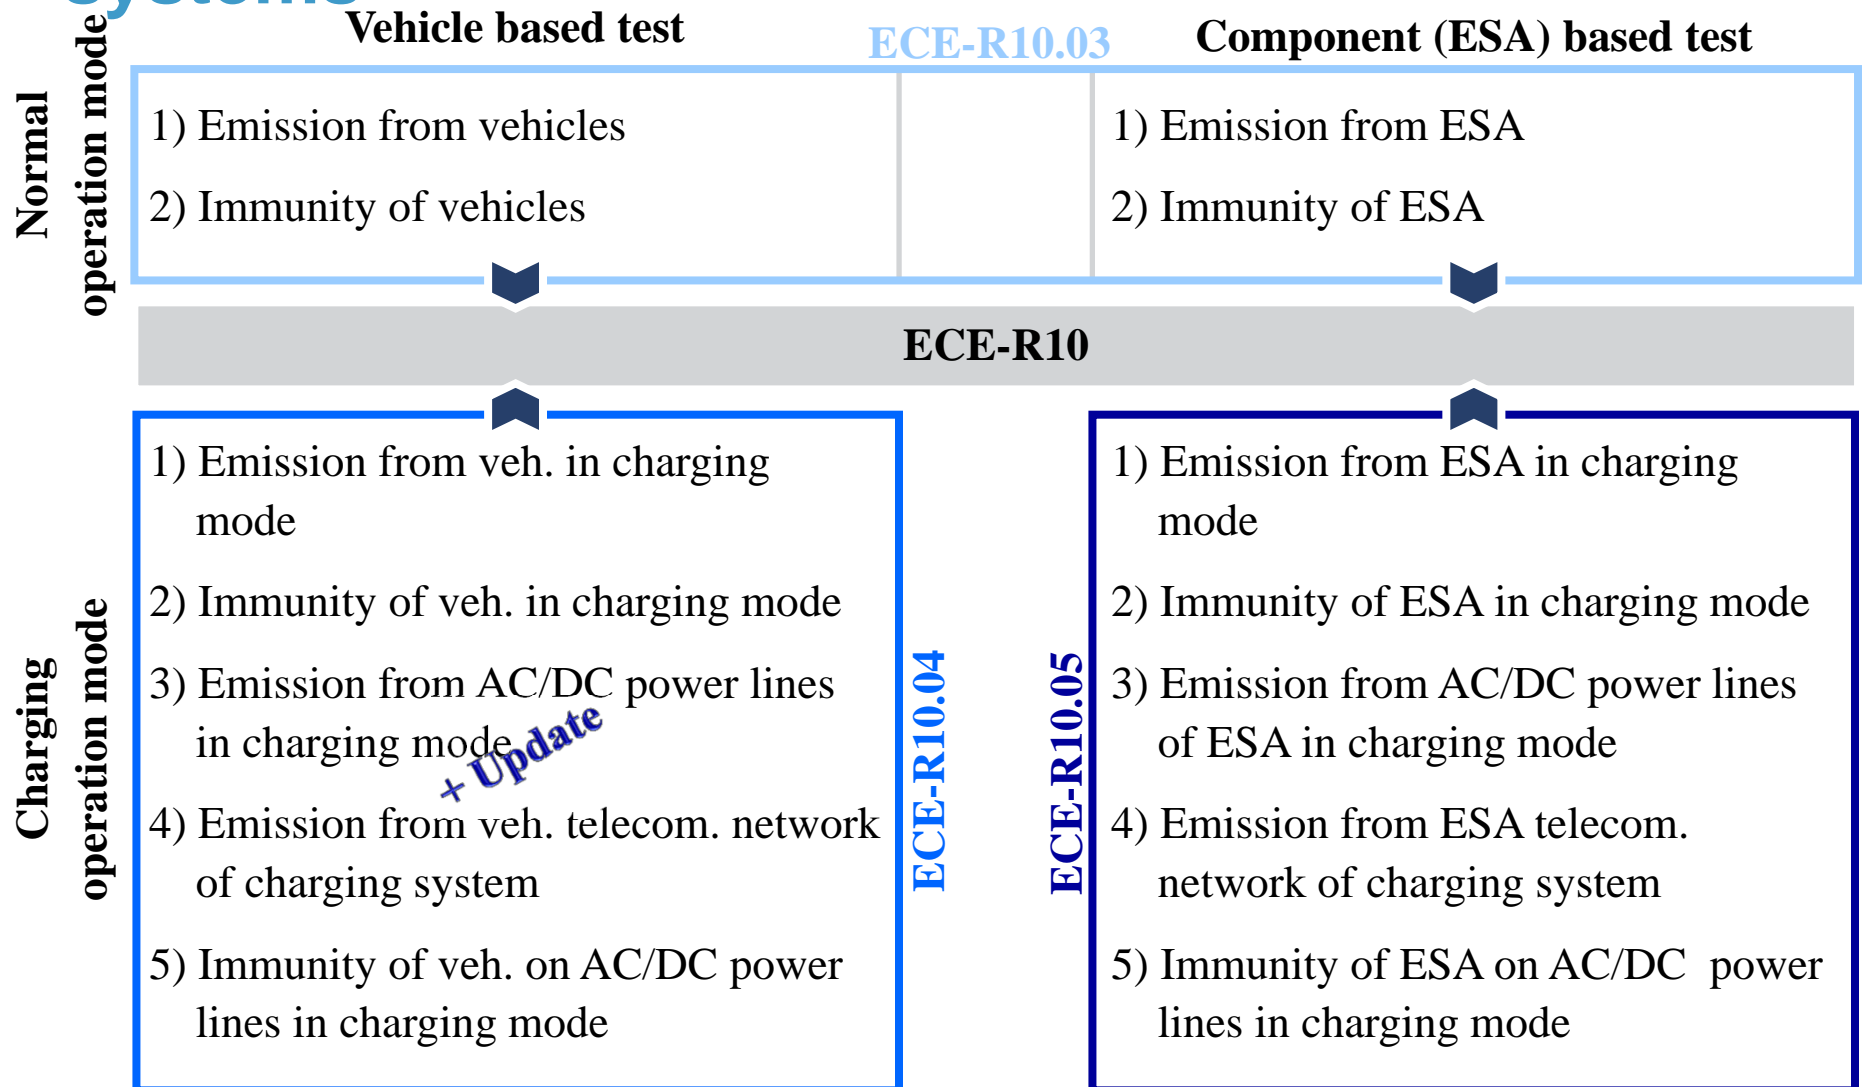 systems
Vehicle based test
ECE-R10.03
Component (ESA) based test
Normal
operation mode
1) Emission from vehicles
2) Immunity of vehicles
1) Emission from ESA
2) Immunity of ESA
ECE-R10
Charging
operation mode
1) Emission from veh. in charging
mode
2) Immunity of veh. in charging mode
3) Emission from AC/DC power lines
in charging mode
+ Update
4) Emission from veh. telecom. network
of charging system
5) Immunity of veh. on AC/DC power
lines in charging mode
ECE-R10.04
ECE-R10.05
1) Emission from ESA in charging
mode
2) Immunity of ESA in charging mode
3) Emission from AC/DC power lines
of ESA in charging mode
4) Emission from ESA telecom.
network of charging system
5) Immunity of ESA on AC/DC power
lines in charging mode